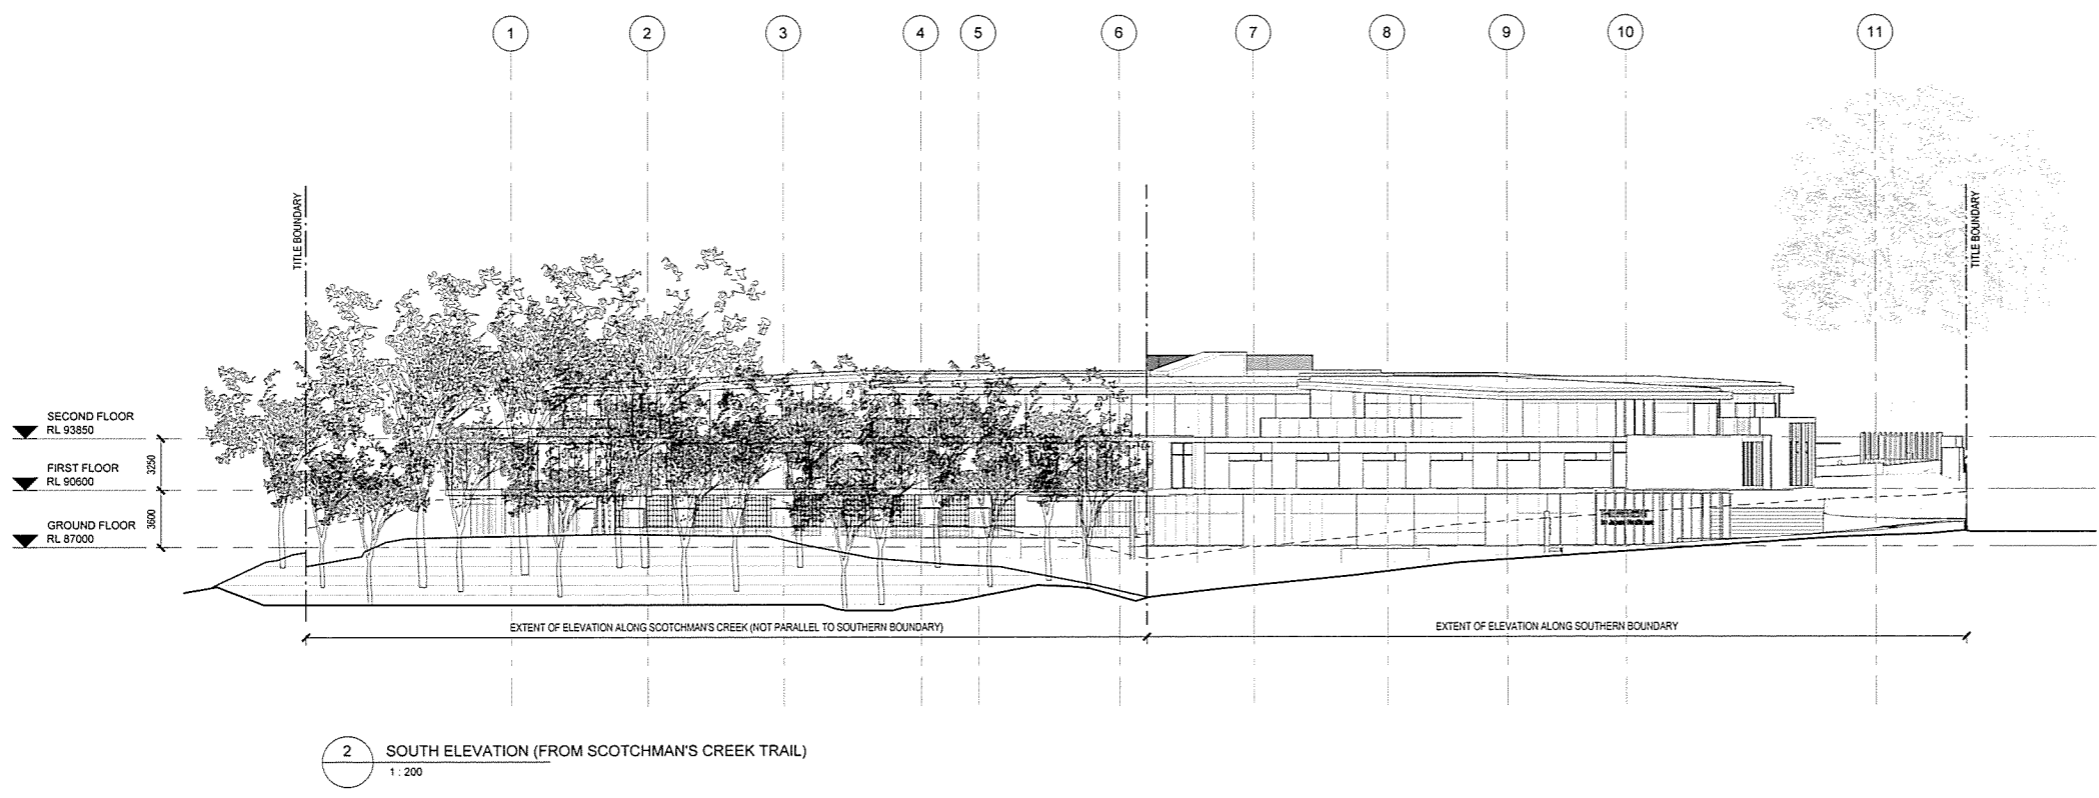 1
2
3
4
5
6
7
8
9
10
11
TITLE BOUNDARY
TITLE BOUNDARY
SECOND FLOOR
RL 93850
3250
FIRST FLOOR
RL 90600
3600
GROUND FLOOR
RL 87000
EXTENT OF ELEVATION ALONG SCOTCHMAN'S CREEK (NOT PARALLEL TO SOUTHERN BOUNDARY)
EXTENT OF ELEVATION ALONG SOUTHERN BOUNDARY
2
SOUTH ELEVATION (FROM SCOTCHMAN'S CREEK TRAIL)
1 : 200